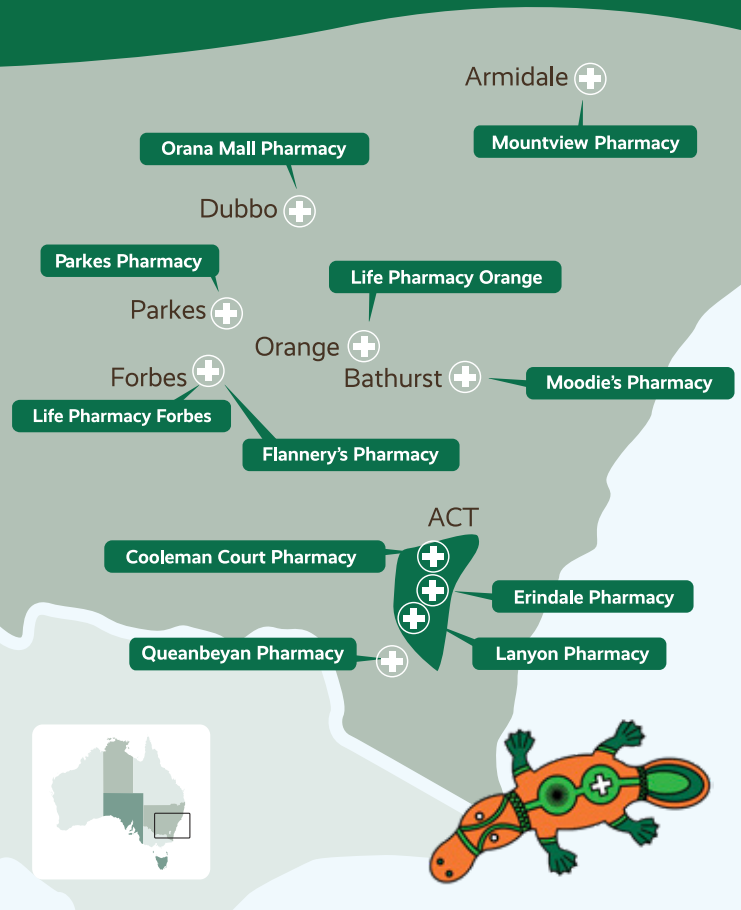 Armidale
Mountview Pharmacy
Orana Mall Pharmacy
Dubbo
Parkes Pharmacy
Life Pharmacy Orange
Parkes
Orange
Forbes
Bathurst
Moodie's Pharmacy
Life Pharmacy Forbes
Flannery's Pharmacy
ACT
Cooleman Court Pharmacy
Erindale Pharmacy
Queanbeyan Pharmacy
Lanyon Pharmacy